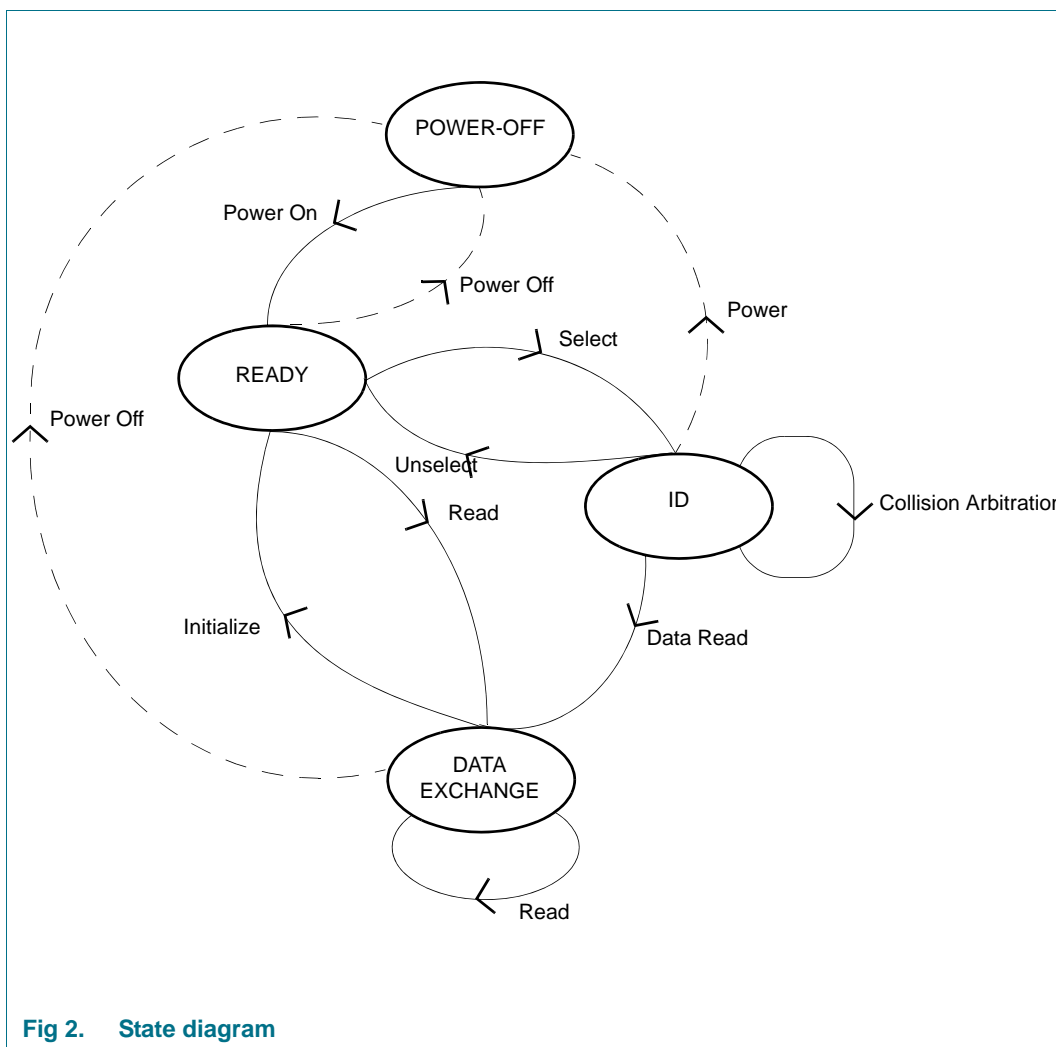 POWER-OFF
Power On
Power Off
Power
Select
READY
Power Off
Unselect
ID
Collision Arbitration
Read
Initialize
Data Read
DATA
EXCHANGE
Read
Fig 2. State diagram